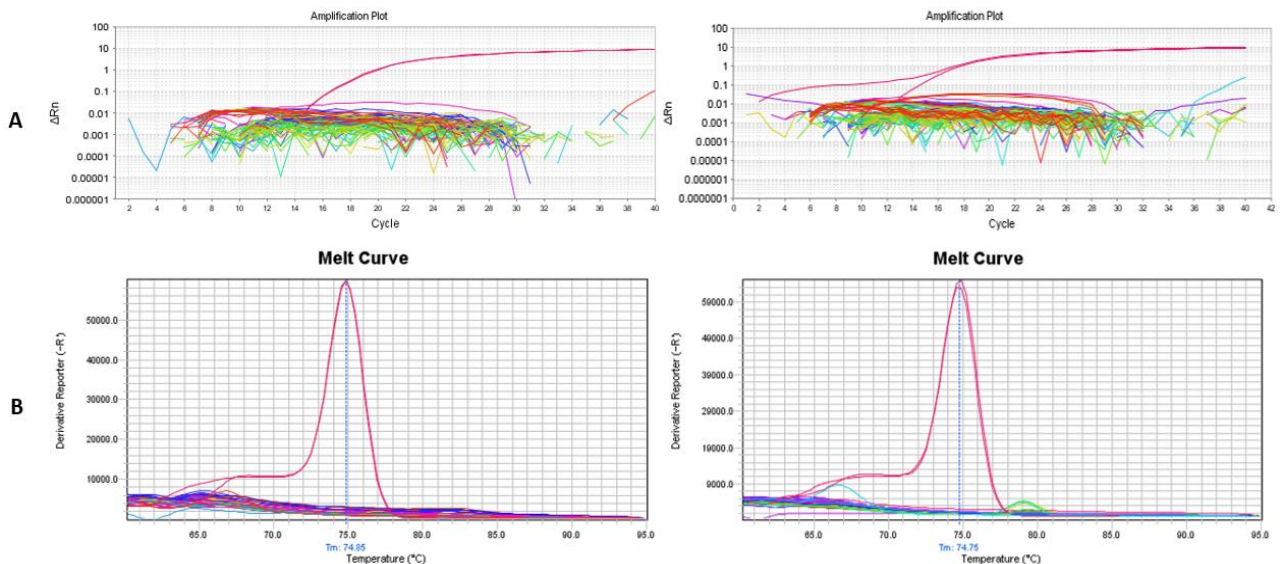 Amplification Plot
100
10
1
0.1
0.01
0.001
0.0001
0.00001
0.000001
ΔRn
2 4 6 8 10 12 14 16 18 20 22 24 26 28 30 32 34 36 38 40
Cycle
Amplification Plot
100
10
1
0.1
0.01
0.001
0.0001
0.00001
0.000001
0.0000001
ΔRn
0 2 4 6 8 10 12 14 16 18 20 22 24 26 28 30 32 34 36 38 40 42
Cycle
A
Melt Curve
50000.0
40000.0
30000.0
20000.0
10000.0
Derivative Reporter (-R')
65.0 70.0 75.0 80.0 85.0 90.0 95.0
Tm: 74.85
Temperature (°C)
Melt Curve
59000.0
49000.0
39000.0
29000.0
19000.0
9000.0
Derivative Reporter (-R')
65.0 70.0 75.0 80.0 85.0 90.0 95.0
Tm: 74.75
Temperature (°C)
B